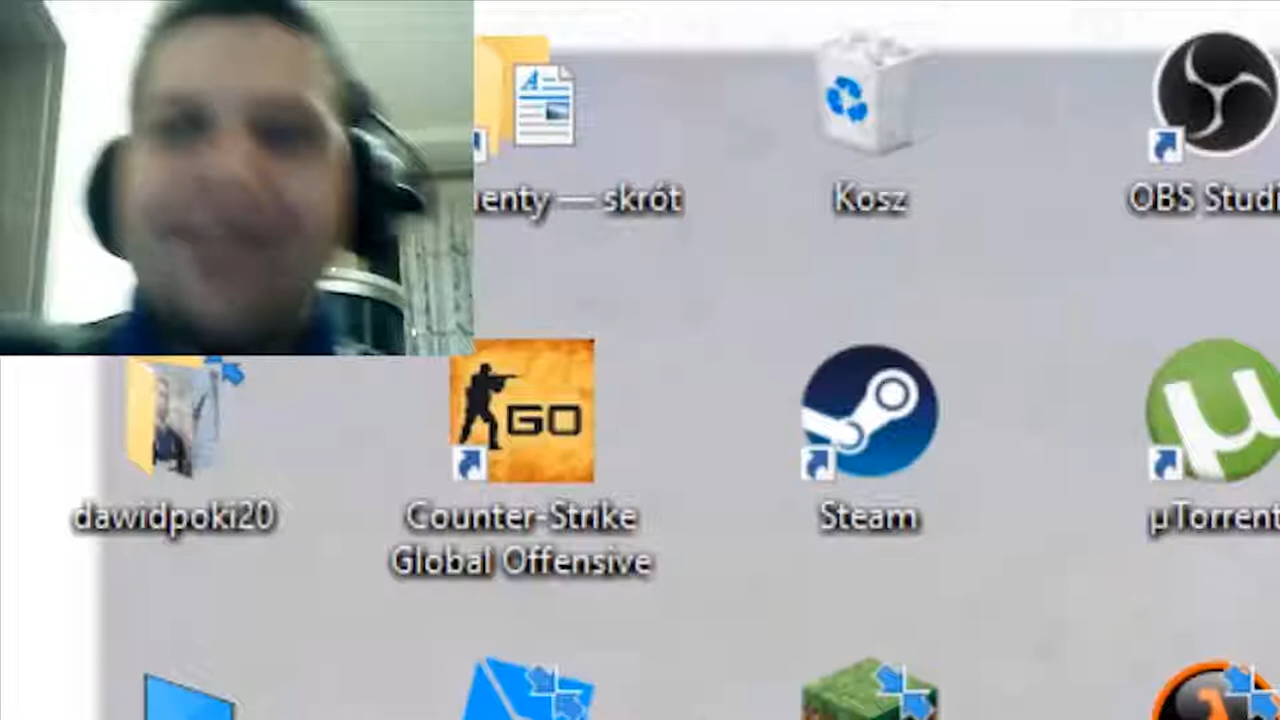 enty — skrót
Kosz
OBS Studi
GO
dawidpoki20
Counter-Strike
Global Offensive
Steam
µTorrent